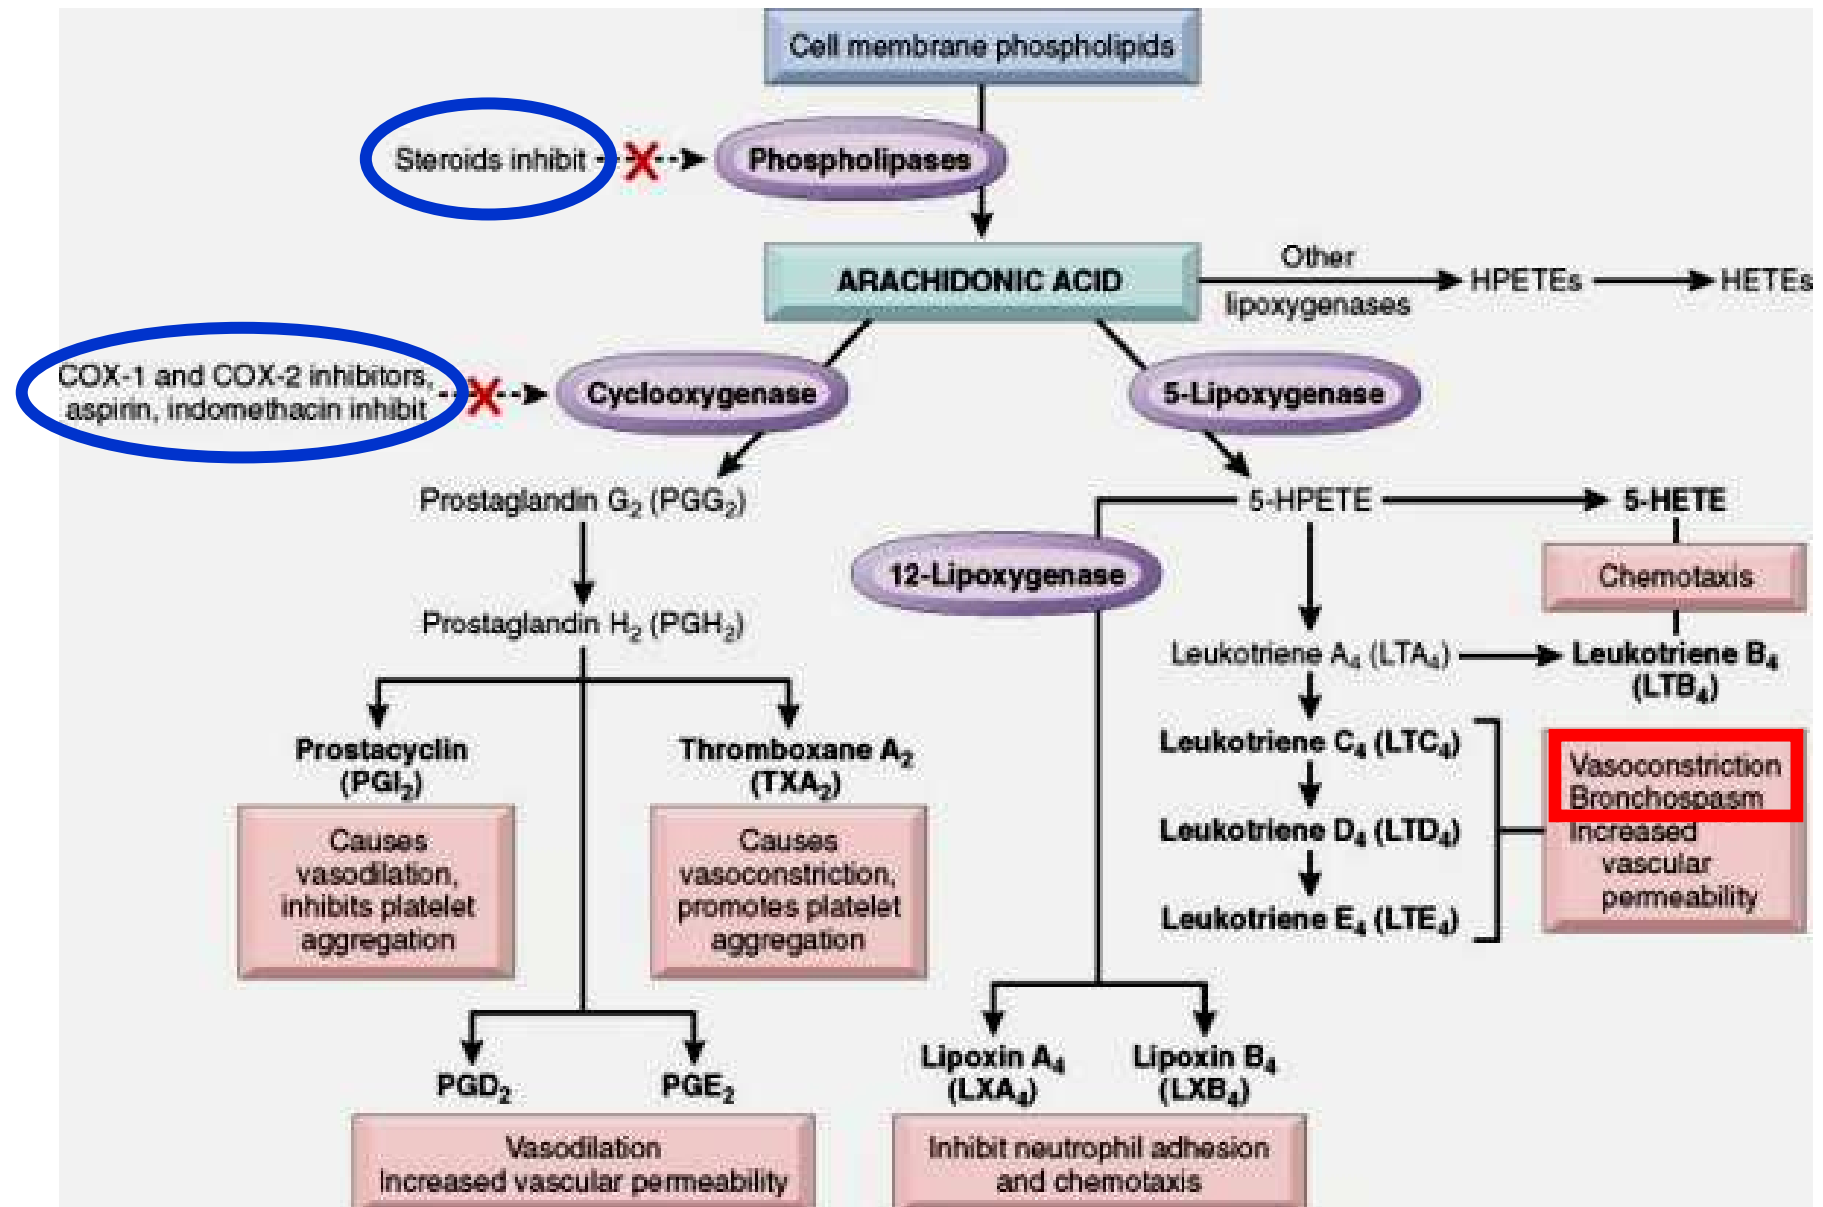 Cell membrane phospholipids
Steroids inhibit
X
Phospholipases
ARACHIDONIC ACID
Other
lipoxygenases
HPETEs
HETEs
COX-1 and COX-2 inhibitors,
aspirin, indomethacin inhibit
X
Cyclooxygenase
5-Lipoxygenase
Prostaglandin G₂ (PGG₂)
5-HPETE
5-HETE
12-Lipoxygenase
Chemotaxis
Prostaglandin H₂ (PGH₂)
Leukotriene A₄ (LTA₄)
Leukotriene B₄
(LTB₄)
Prostacyclin
(PGI₂)
Thromboxane A₂
(TXA₂)
Leukotriene C₄ (LTC₄)
Leukotriene D₄ (LTD₄)
Leukotriene E₄ (LTE₄)
Vasoconstriction
Bronchospasm
Increased
vascular
permeability
Causes
vasodilation,
inhibits platelet
aggregation
Causes
vasoconstriction,
promotes platelet
aggregation
PGD₂
PGE₂
Lipoxin A₄
(LXA₄)
Lipoxin B₄
(LXB₄)
Vasodilation
Increased vascular permeability
Inhibit neutrophil adhesion
and chemotaxis